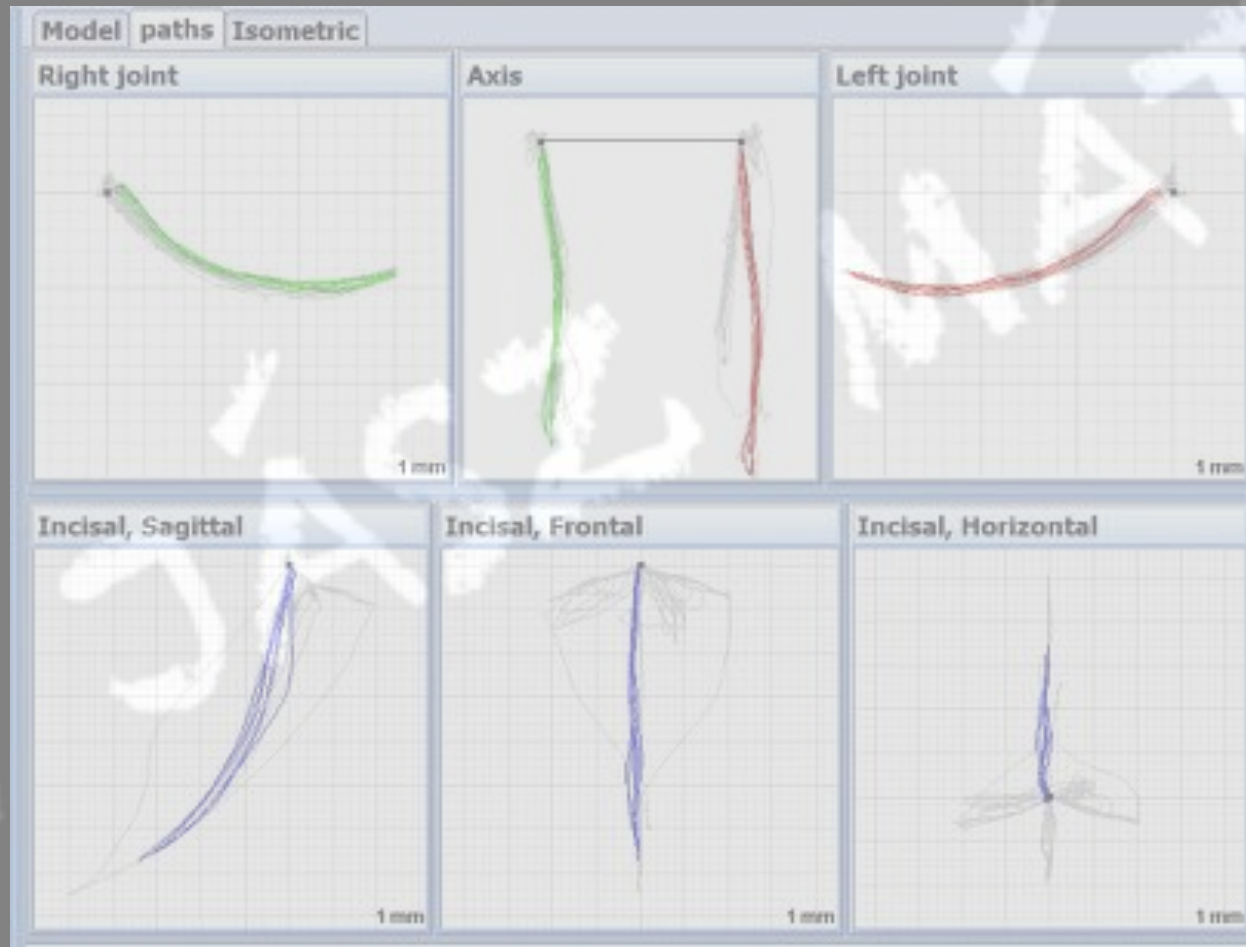 Model paths Isometric
Right joint Axis Left joint
1 mm 1 mm
Incisal, Sagittal Incisal, Frontal Incisal, Horizontal
1 mm 1 mm 1 mm